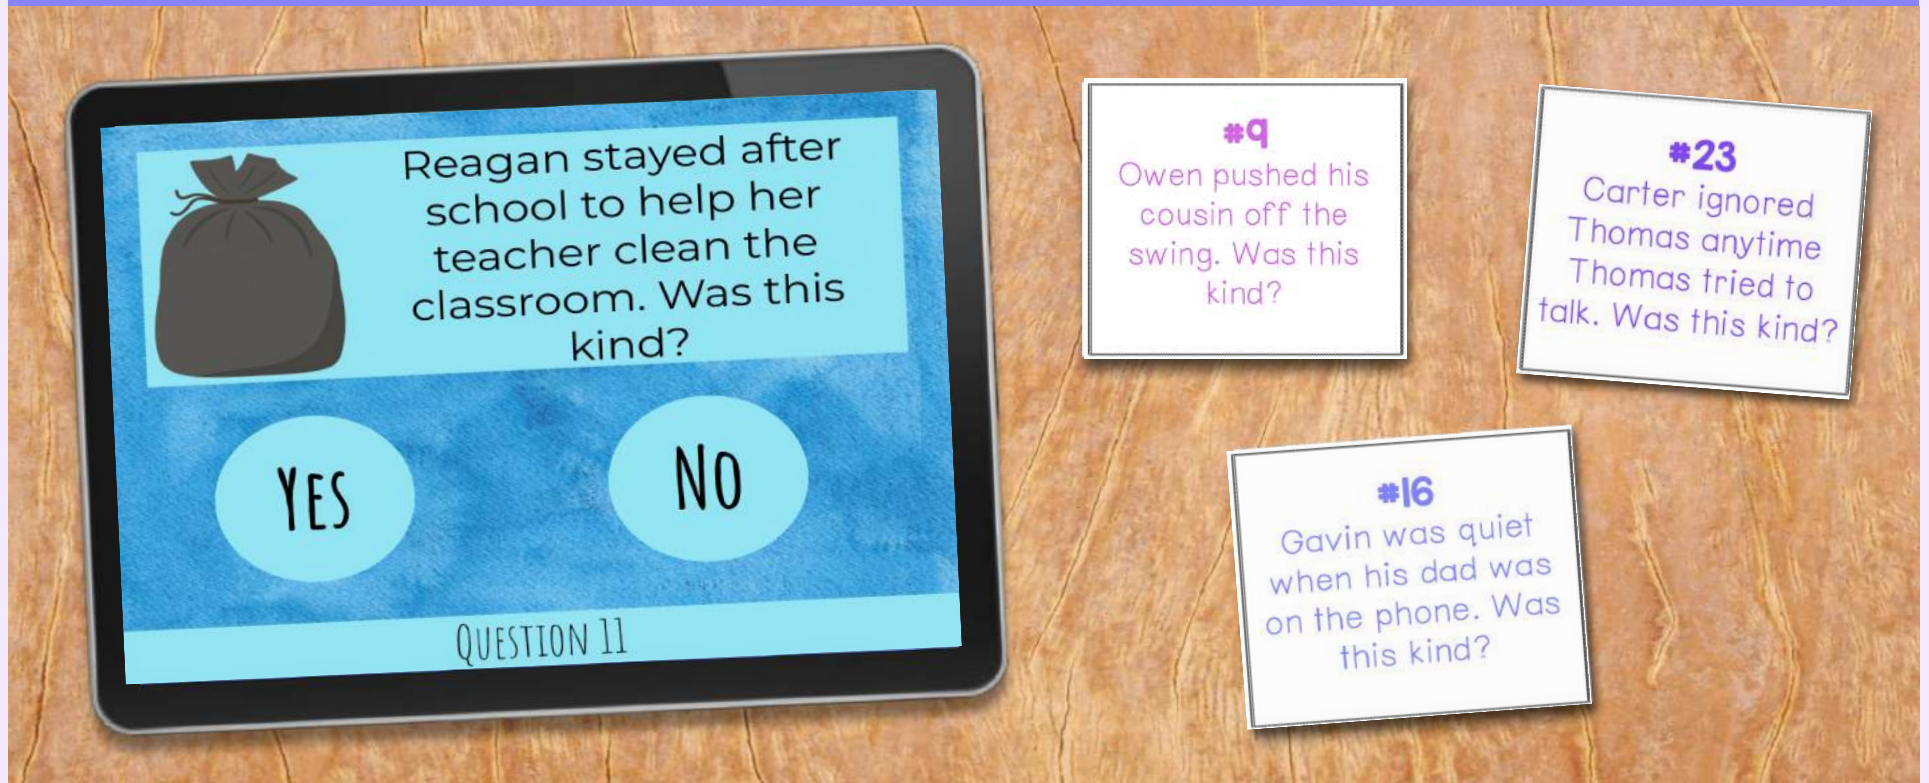 Reagan stayed after
school to help her
teacher clean the
classroom. Was this
kind?
YES
NO
QUESTION 11
#9
Owen pushed his
cousin off the
swing. Was this
kind?
#23
Carter ignored
Thomas anytime
Thomas tried to
talk. Was this kind?
#16
Gavin was quiet
when his dad was
on the phone. Was
this kind?